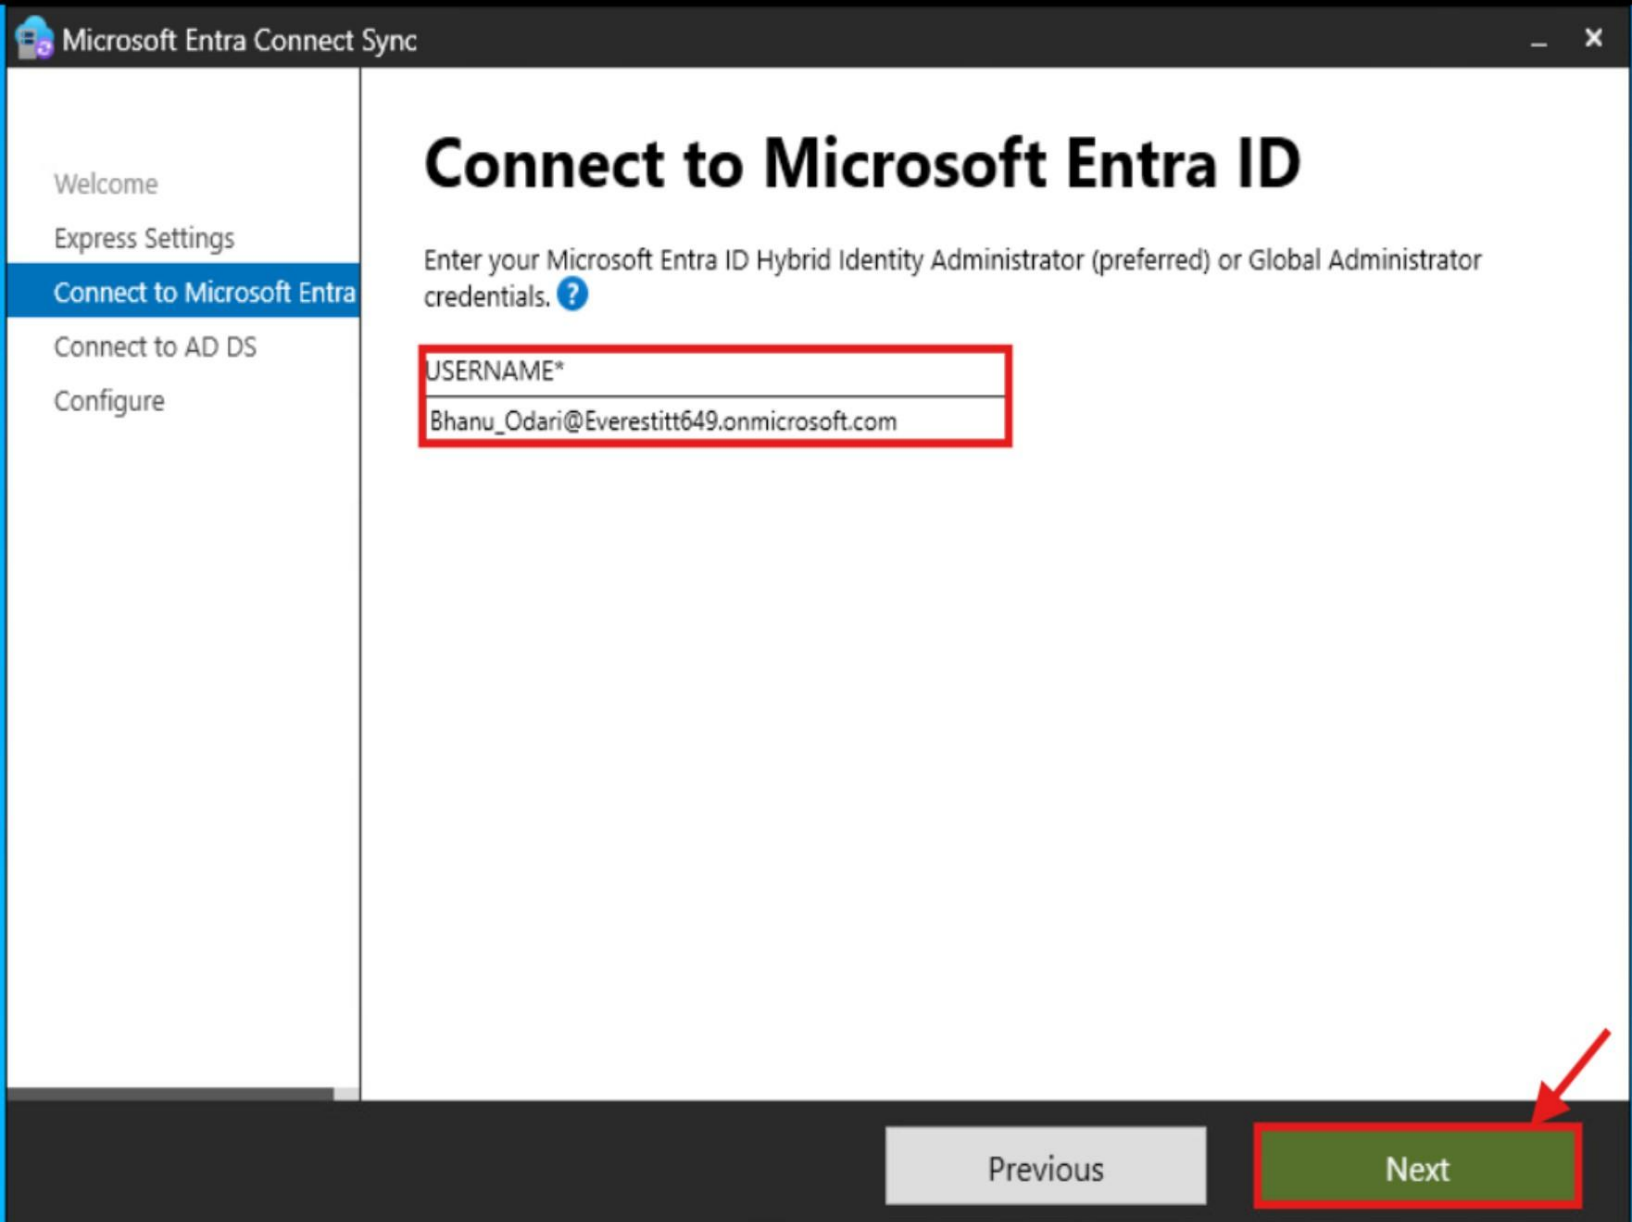 Microsoft Entra Connect Sync
Welcome
Express Settings
Connect to Microsoft Entra
Connect to AD DS
Configure
Connect to Microsoft Entra ID
Enter your Microsoft Entra ID Hybrid Identity Administrator (preferred) or Global Administrator
credentials. ?
USERNAME*
Bhanu_Odari@Everestitt649.onmicrosoft.com
Previous
Next